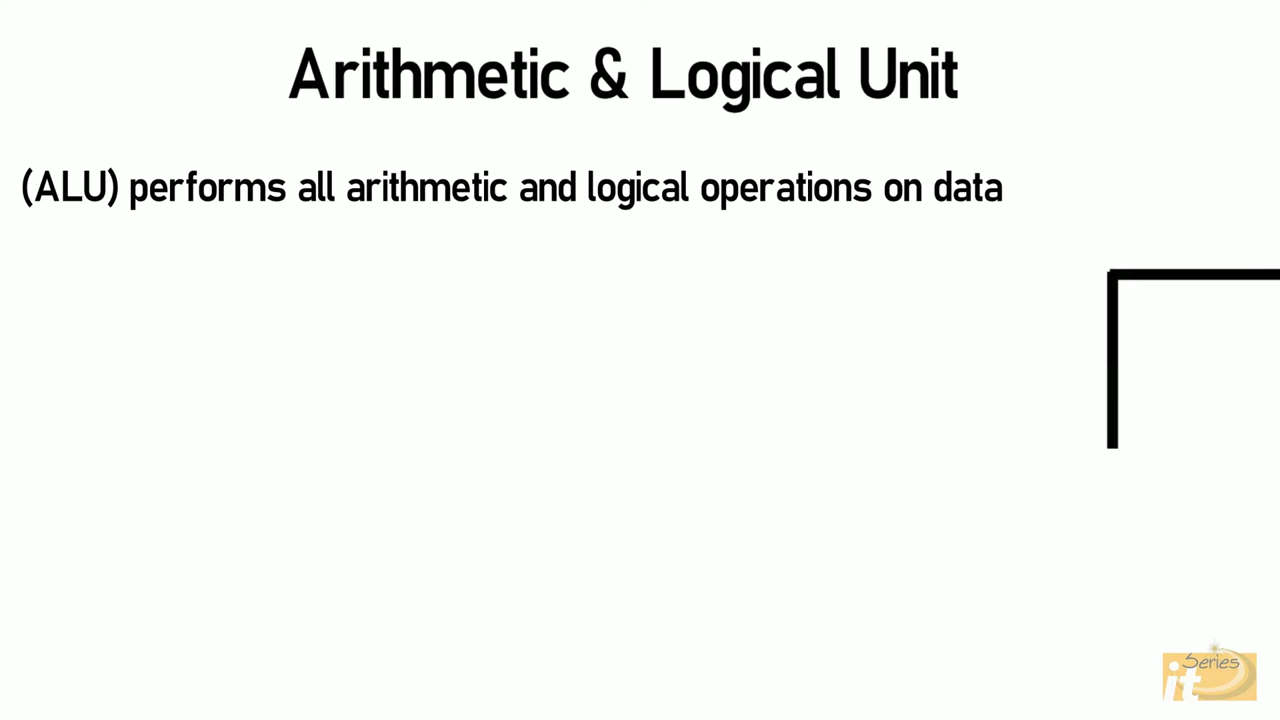 Arithmetic & Logical Unit
(ALU) performs all arithmetic and logical operations on data
Series
it